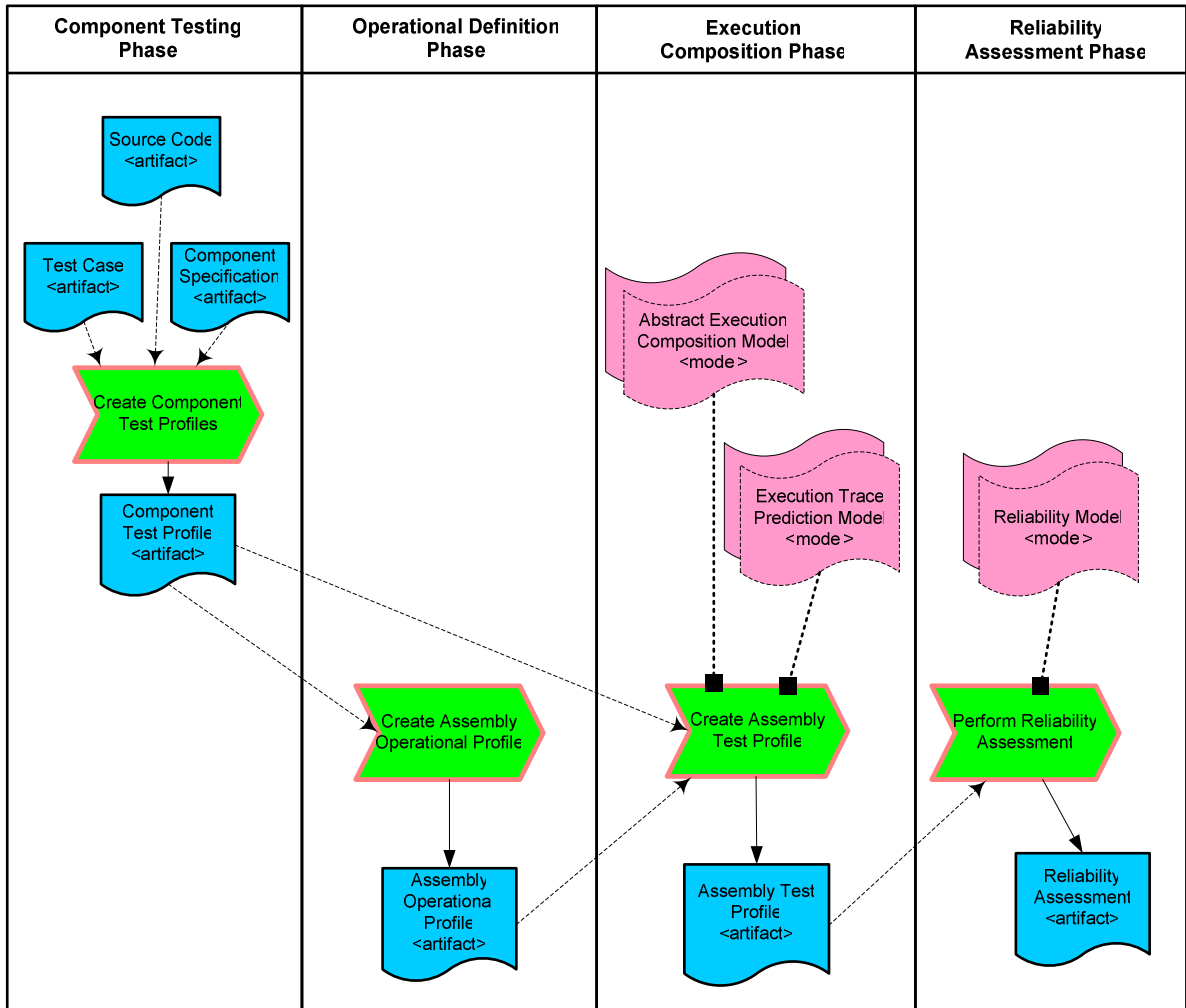 Component Testing
Phase
Operational Definition
Phase
Execution
Composition Phase
Reliability
Assessment Phase
Source Code
<artifact>
Test Case
<artifact>
Component
Specification
<artifact>
Create Component
Test Profiles
Component
Test Profile
<artifact>
Create Assembly
Operational Profile
Assembly
Operationa
Profile
<artifact>
Abstract Execution
Composition Model
<mode>
Execution Trace
Prediction Model
<mode>
Create Assembly
Test Profile
Assembly Test
Profile
<artifact>
Reliability Model
<mode>
Perform Reliability
Assessment
Reliability
Assessment
<artifact>